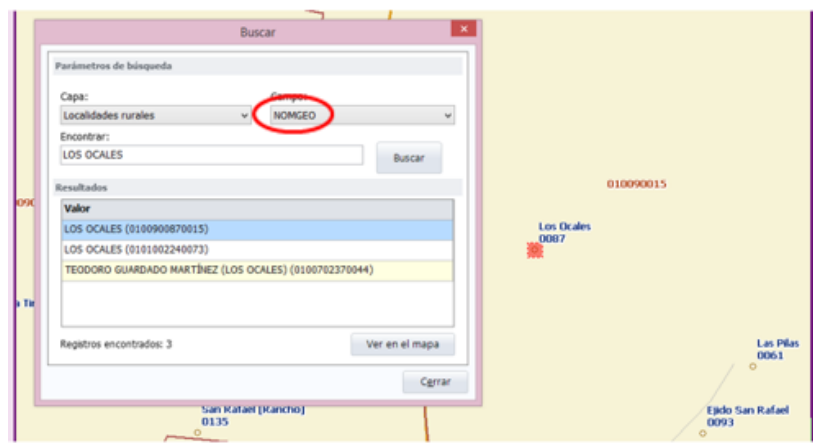 Buscar
Parámetros de búsqueda
Capa:
Campo:
Localidades rurales
NOMGEO
Encontrar:
LOS OCALES
Buscar
Resultados
Valor
LOS OCALES (0100900870015)
LOS OCALES (0101002240073)
TEODORO GUARDADO MARTÍNEZ (LOS OCALES) (0100702370044)
Registros encontrados: 3
Ver en el mapa
Cerrar
010090015
Los Ocales
0087
Las Pilas
0061
San Rafael [Rancho]
0135
Ejido San Rafael
0093